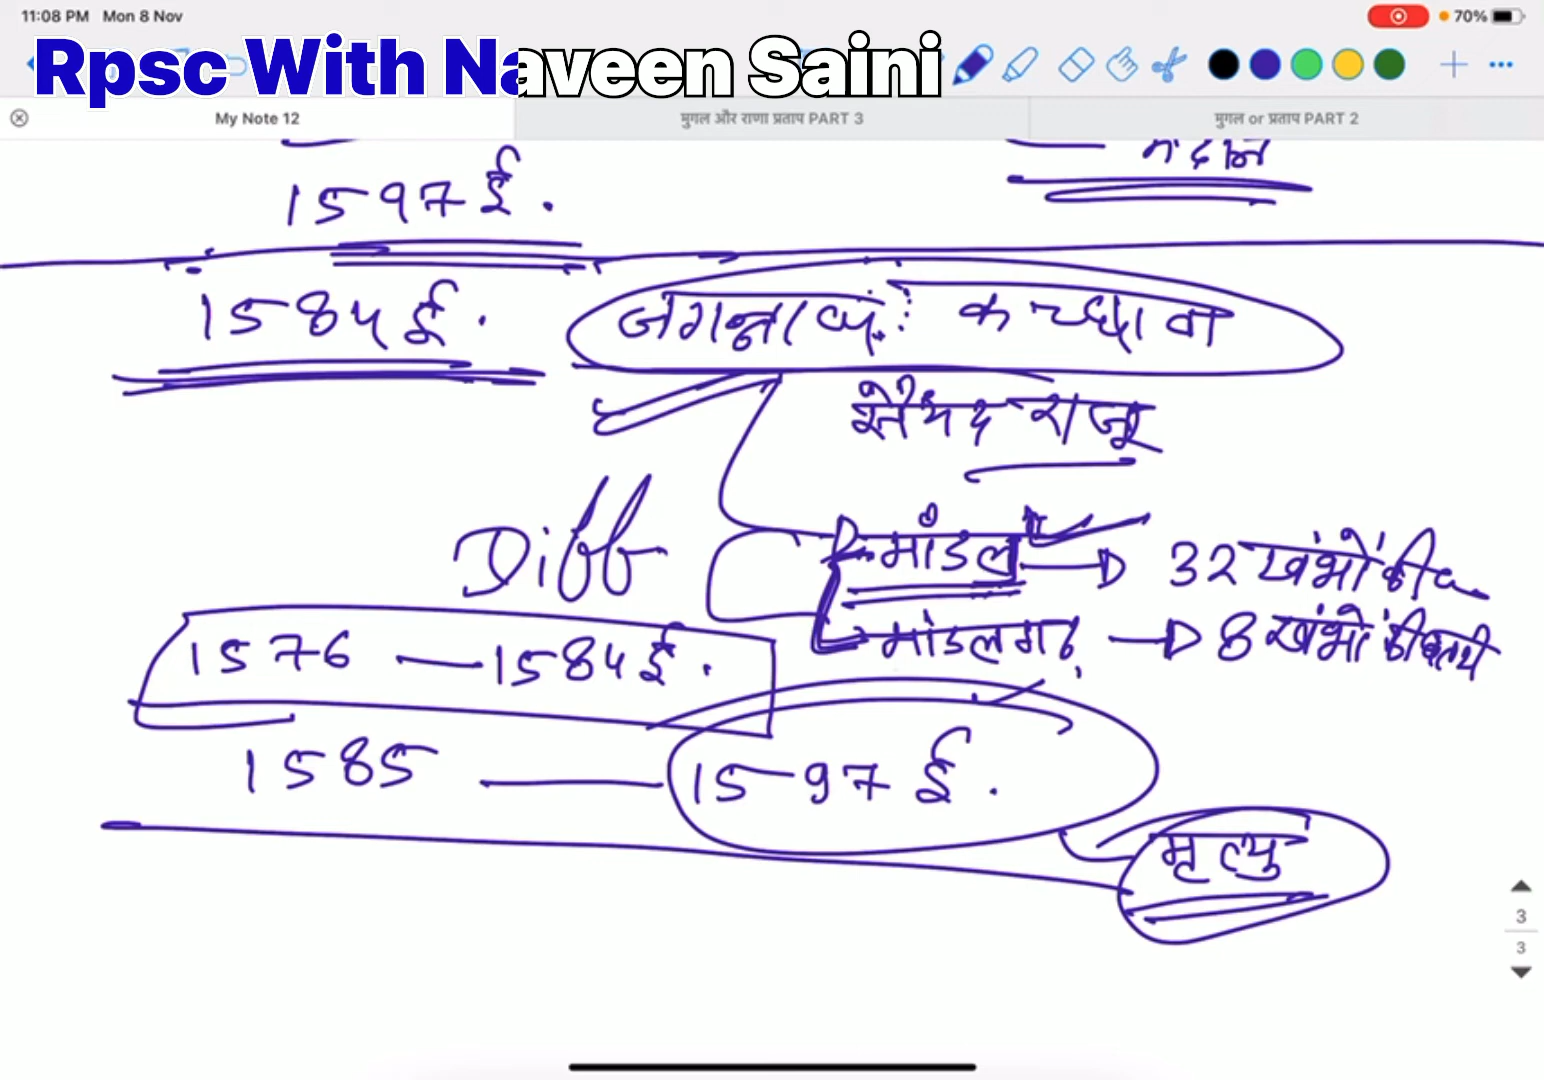 11:08 PM Mon 8 Nov
70%
Rpsc With Naveen Saini
My Note 12
मुगल और राणा प्रताप PART 3
मुगल or प्रताप PART 2
1597 ई.
1584 ई. जगन्नाथ कच्छावा
सैयद राजू
Diff
मांडल → 32 खंभों की
मांडलगढ़ → 8 खंभों की छतरी
1576 — 1584 ई.
1585 — 1597 ई.
मृत्यु
3
3